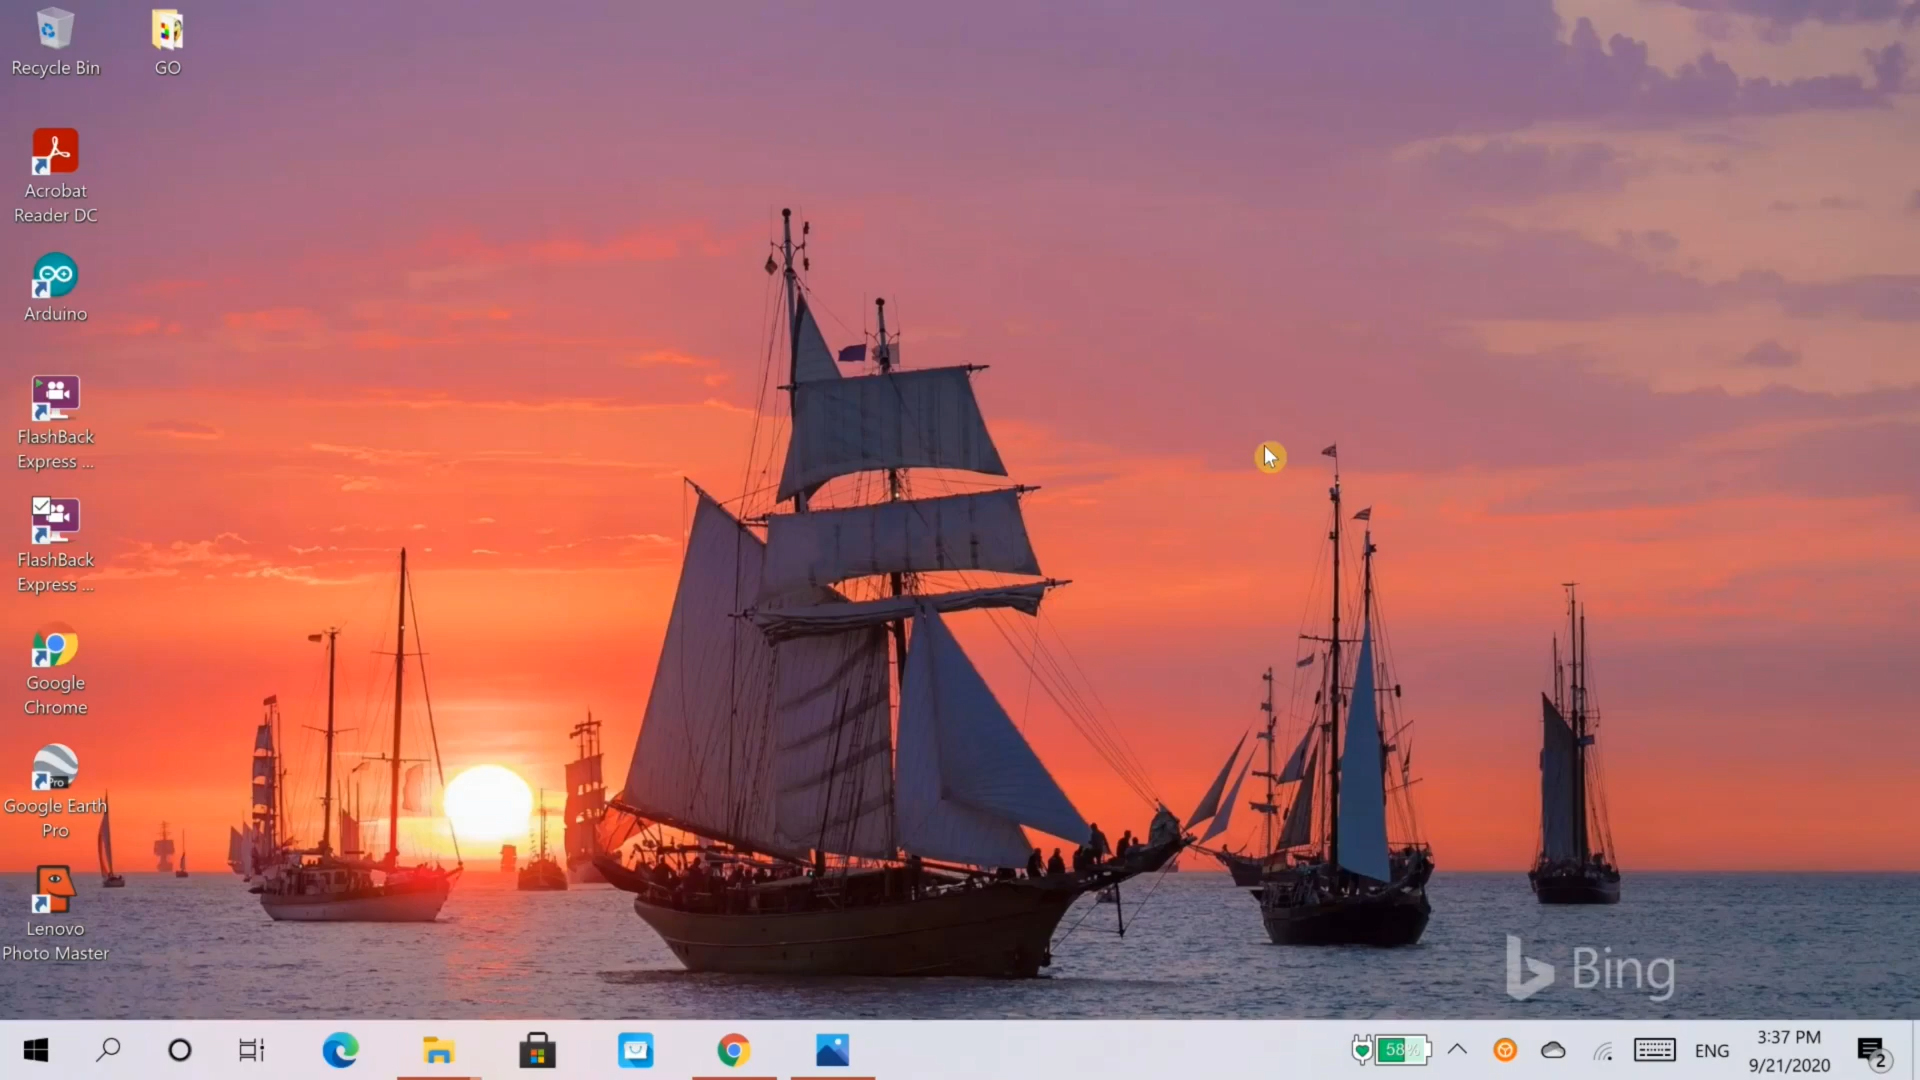 Recycle Bin
GO
Acrobat
Reader DC
Arduino
FlashBack
Express ...
FlashBack
Express ...
Google
Chrome
Pro
Google Earth
Pro
Lenovo
Photo Master
Bing
58%
ENG
3:37 PM
9/21/2020
2